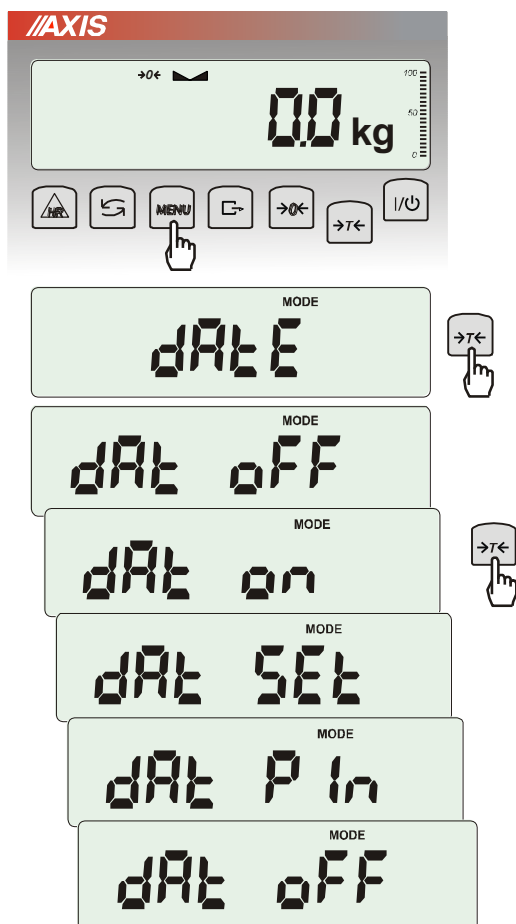 //AXIS
→0←
100
50
0
0.0 kg
HR MENU →0← →T← I/⏻
MODE
dAtE
→T←
MODE
dAt oFF
MODE
dAt on
→T←
MODE
dAt SEt
MODE
dAt PIn
MODE
dAt oFF